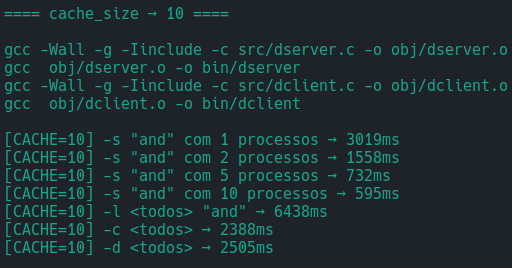 ==== cache_size → 10 ====
gcc -Wall -g -Iinclude -c src/dserver.c -o obj/dserver.o
gcc  obj/dserver.o -o bin/dserver
gcc -Wall -g -Iinclude -c src/dclient.c -o obj/dclient.o
gcc  obj/dclient.o -o bin/dclient
[CACHE=10] -s "and" com 1 processos → 3019ms
[CACHE=10] -s "and" com 2 processos → 1558ms
[CACHE=10] -s "and" com 5 processos → 732ms
[CACHE=10] -s "and" com 10 processos → 595ms
[CACHE=10] -l <todos> "and" → 6438ms
[CACHE=10] -c <todos> → 2388ms
[CACHE=10] -d <todos> → 2505ms